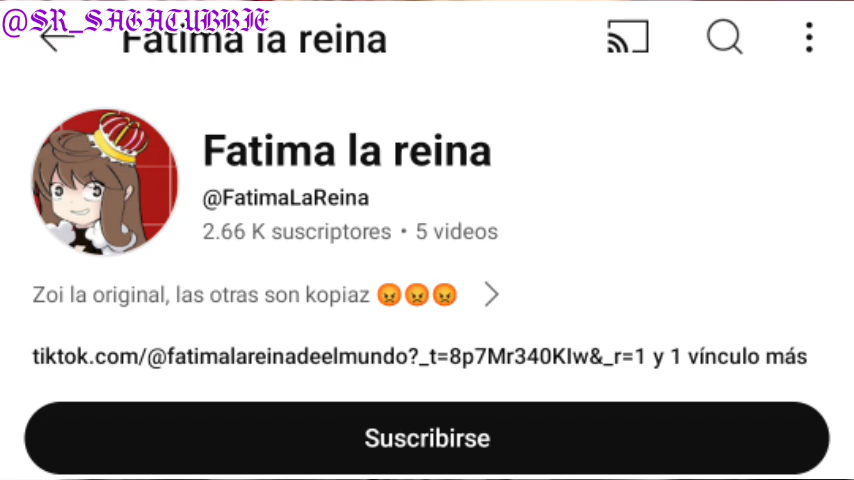 @SR_SAGATUBBIE
Fatima la reina
Fatima la reina
@FatimaLaReina
2.66 K suscriptores • 5 videos
Zoi la original, las otras son kopiaz 😡😡😡
tiktok.com/@fatimalareinadeelmundo?_t=8p7Mr340KIw&_r=1 y 1 vínculo más
Suscribirse